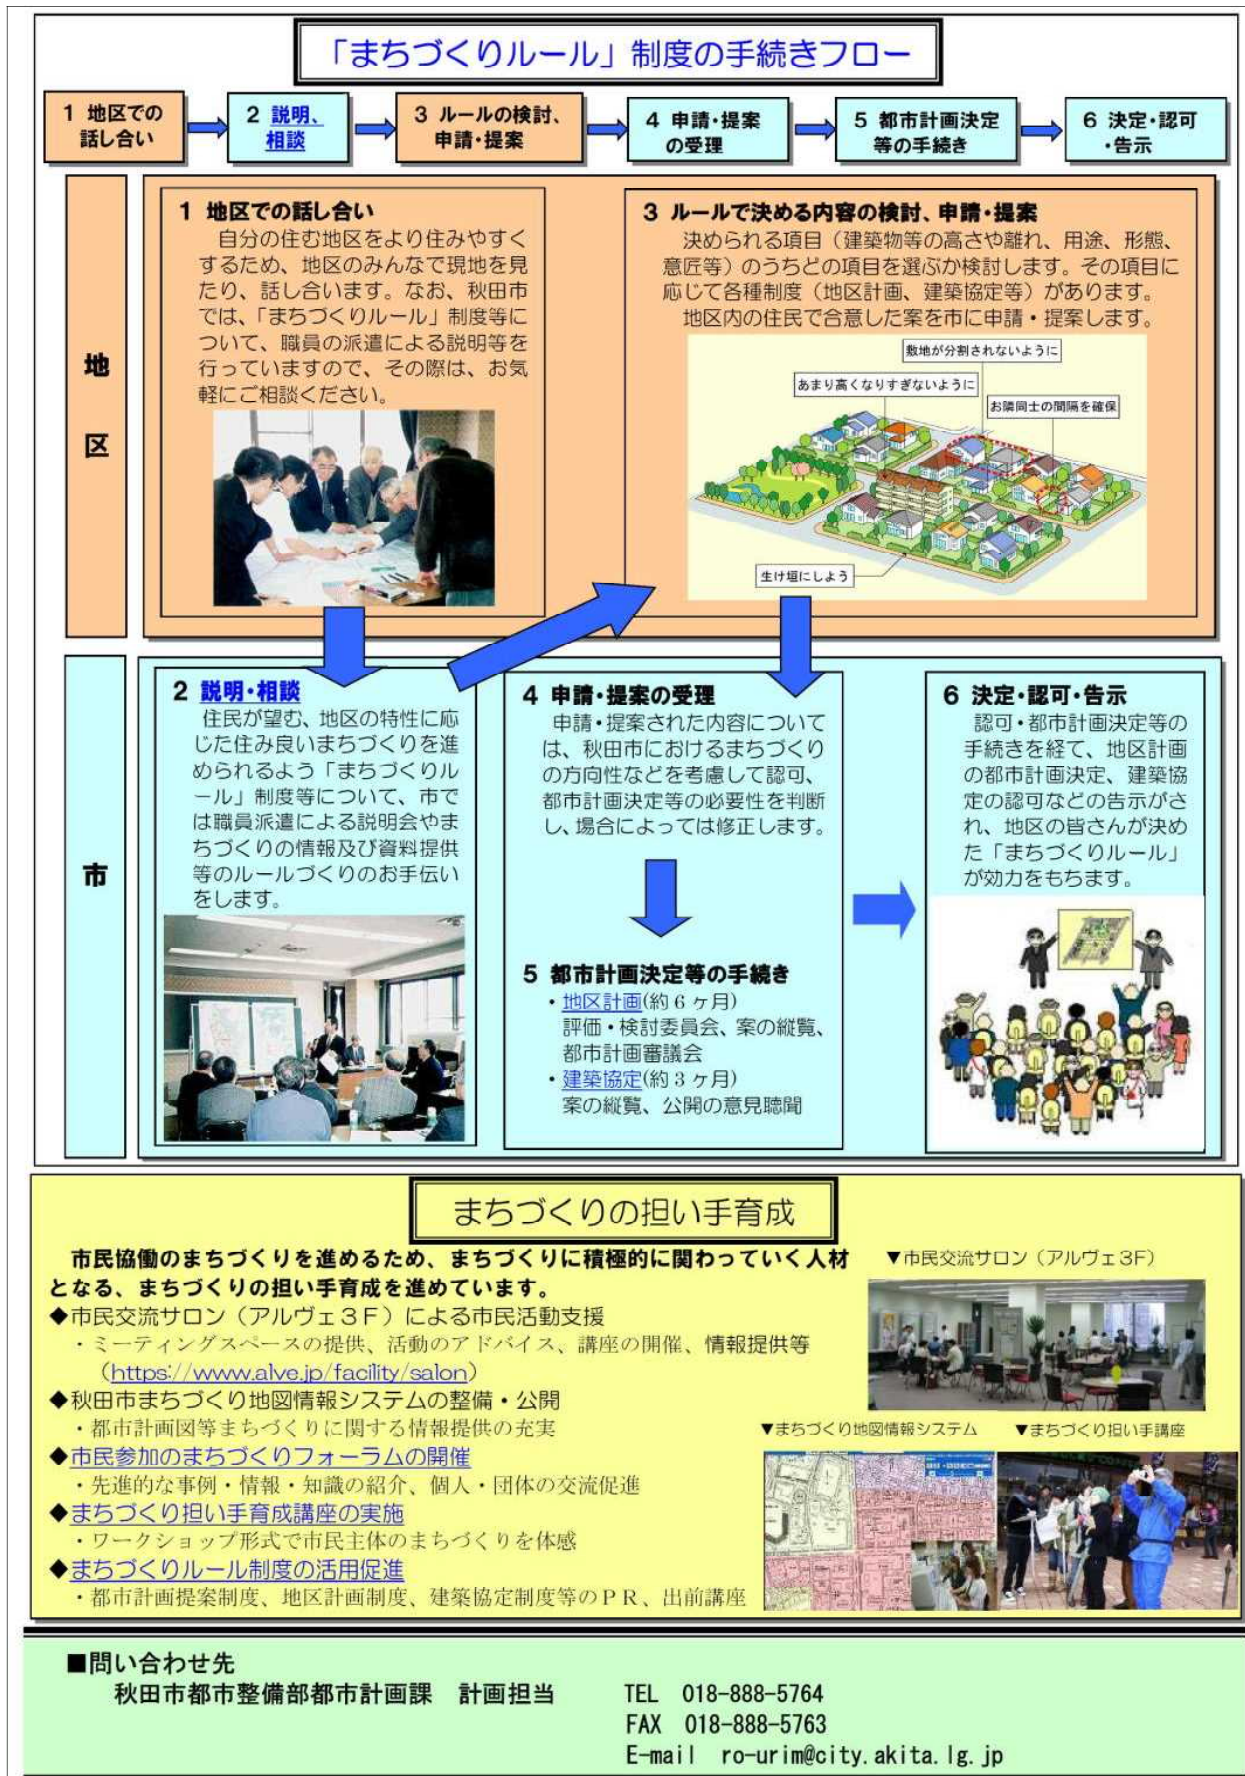 「まちづくりルール」制度の手続きフロー
1 地区での
話し合い
2 説明、
相談
3 ルールの検討、
申請・提案
4 申請・提案
の受理
5 都市計画決定
等の手続き
6 決定・認可
・告示
地
区
1 地区での話し合い
自分の住む地区をより住みやすく
するため、地区のみんなで現地を見
たり、話し合います。なお、秋田市
では、「まちづくりルール」制度等に
ついて、職員の派遣による説明等を
行っていますので、その際は、お気
軽にご相談ください。
3 ルールで決める内容の検討、申請・提案
決められる項目（建築物等の高さや離れ、用途、形態、
意匠等）のうちどの項目を選ぶか検討します。その項目に
応じて各種制度（地区計画、建築協定等）があります。
地区内の住民で合意した案を市に申請・提案します。
敷地が分割されないように
あまり高くなりすぎないように
お隣同士の間隔を確保
生け垣にしよう
市
2 説明・相談
住民が望む、地区の特性に応
じた住み良いまちづくりを進
められるよう「まちづくりル
ール」制度等について、市で
は職員派遣による説明会やま
ちづくりの情報及び資料提供
等のルールづくりのお手伝い
をします。
4 申請・提案の受理
申請・提案された内容について
は、秋田市におけるまちづくり
の方向性などを考慮して認可、
都市計画決定等の必要性を判断
し、場合によっては修正します。
5 都市計画決定等の手続き
・地区計画(約6ヶ月)
評価・検討委員会、案の縦覧、
都市計画審議会
・建築協定(約3ヶ月)
案の縦覧、公開の意見聴聞
6 決定・認可・告示
認可・都市計画決定等の
手続きを経て、地区計画
の都市計画決定、建築協
定の認可などの告示がさ
れ、地区の皆さんが決め
た「まちづくりルール」
が効力をもちます。
まちづくりの担い手育成
市民協働のまちづくりを進めるため、まちづくりに積極的に関わっていく人材
となる、まちづくりの担い手育成を進めています。
◆市民交流サロン（アルヴェ３F）による市民活動支援
・ミーティングスペースの提供、活動のアドバイス、講座の開催、情報提供等
（https://www.alve.jp/facility/salon）
◆秋田市まちづくり地図情報システムの整備・公開
・都市計画図等まちづくりに関する情報提供の充実
◆市民参加のまちづくりフォーラムの開催
・先進的な事例・情報・知識の紹介、個人・団体の交流促進
◆まちづくり担い手育成講座の実施
・ワークショップ形式で市民主体のまちづくりを体感
◆まちづくりルール制度の活用促進
・都市計画提案制度、地区計画制度、建築協定制度等のＰＲ、出前講座
▼市民交流サロン（アルヴェ3F）
▼まちづくり地図情報システム
▼まちづくり担い手講座
■問い合わせ先
秋田市都市整備部都市計画課 計画担当
TEL 018-888-5764
FAX 018-888-5763
E-mail ro-urim@city.akita.lg.jp